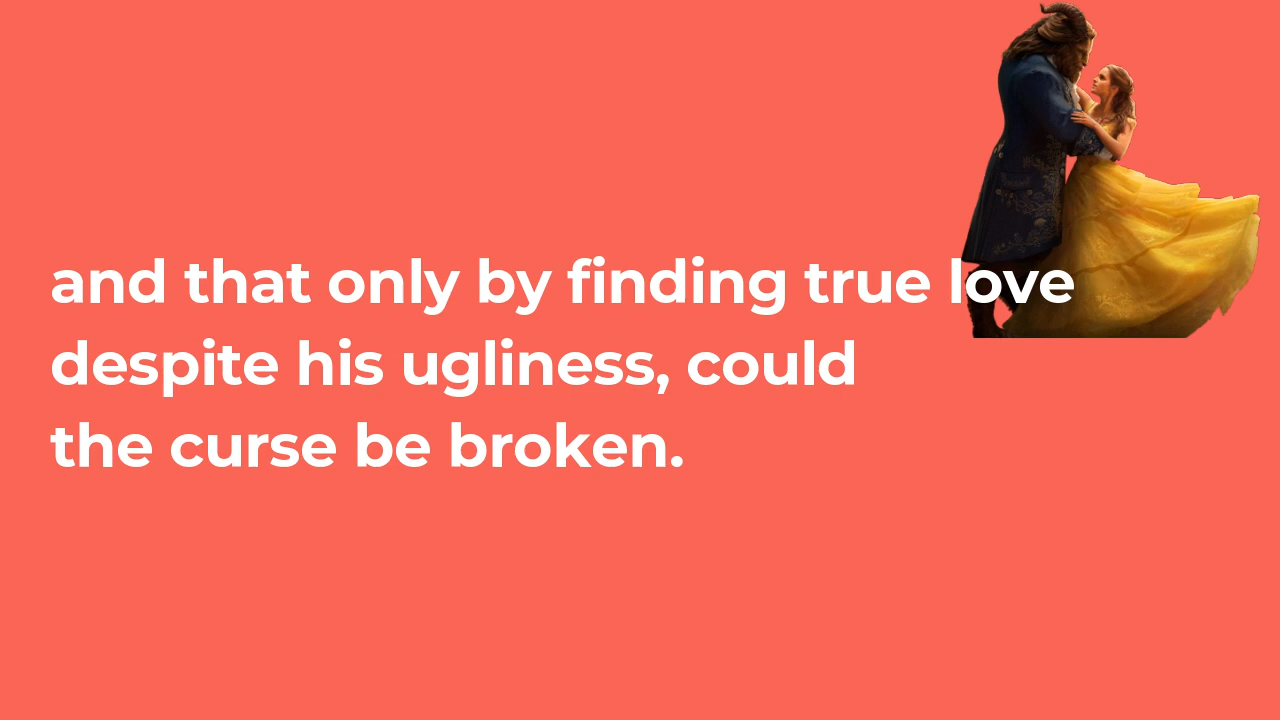 and that only by finding true love
despite his ugliness, could
the curse be broken.